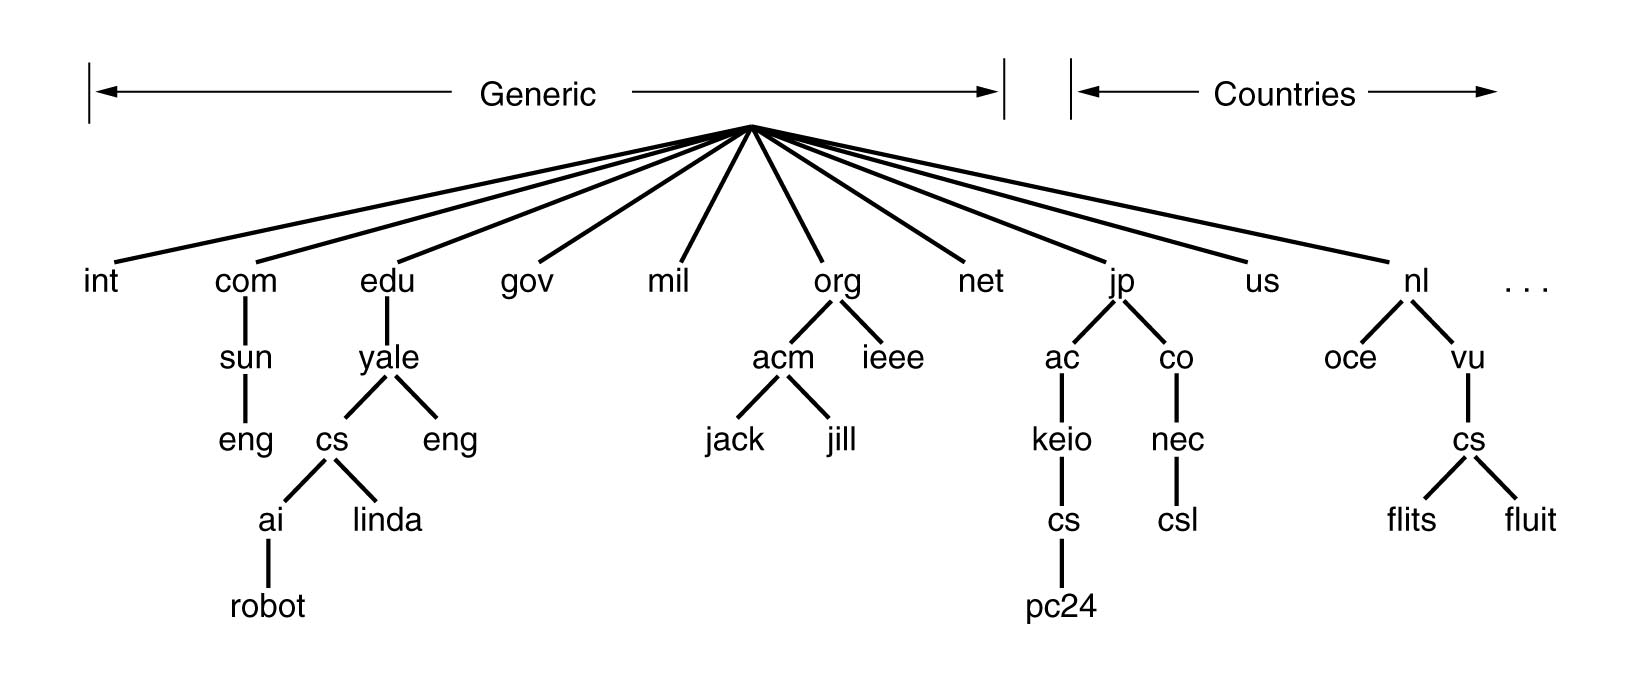 Generic Countries
int com edu gov mil org net jp us nl . . .
sun yale acm ieee ac co oce vu
eng cs eng jack jill keio nec cs
ai linda cs csl flits fluit
robot pc24